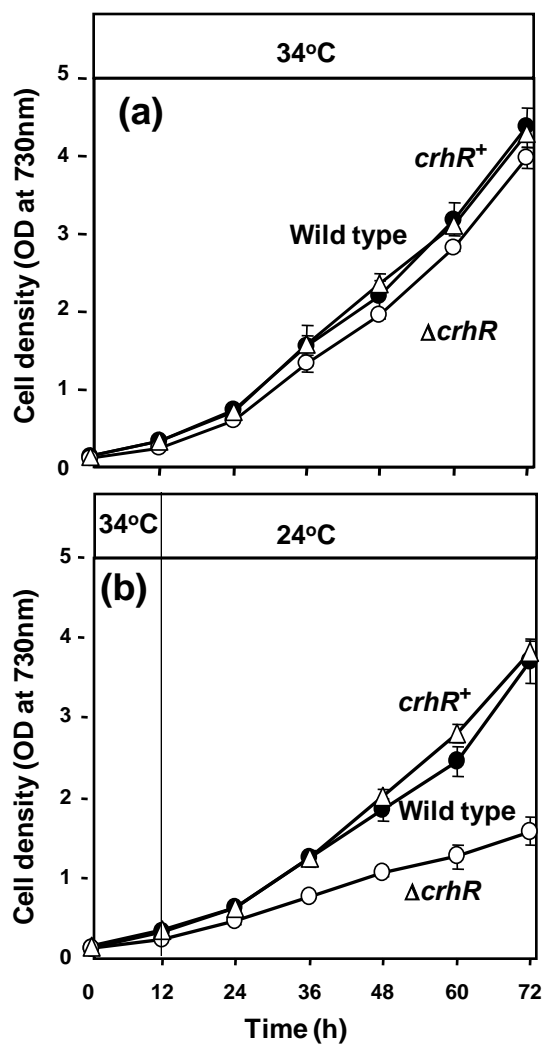 34°C
5
(a)
crhR+
4
Wild type
3
ΔcrhR
2
1
0
Cell density (OD at 730nm)
34°C
24°C
5
(b)
4
crhR+
3
Wild type
2
ΔcrhR
1
0
Cell density (OD at 730nm)
0 12 24 36 48 60 72
Time (h)